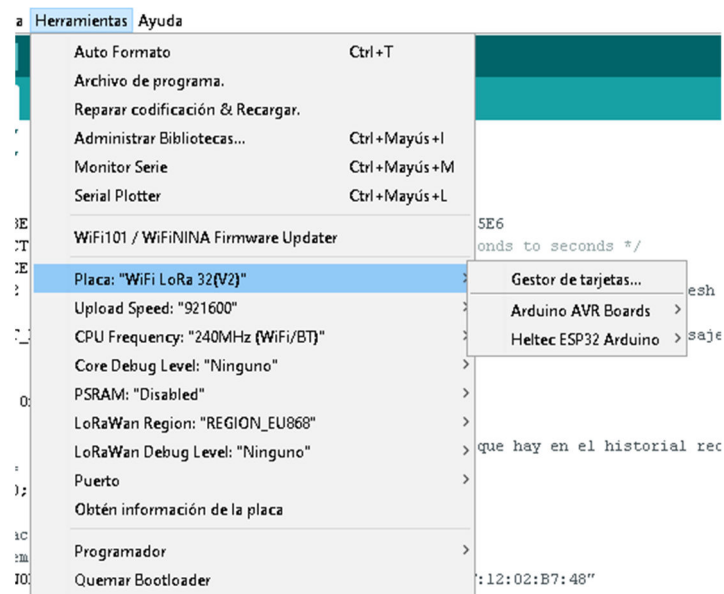 a Herramientas Ayuda
Auto Formato Ctrl+T
Archivo de programa.
Reparar codificación & Recargar.
Administrar Bibliotecas... Ctrl+Mayús+I
Monitor Serie Ctrl+Mayús+M
Serial Plotter Ctrl+Mayús+L
WiFi101 / WiFiNINA Firmware Updater
5E6
onds to seconds */
Placa: "WiFi LoRa 32(V2)"
Gestor de tarjetas...
esh
Upload Speed: "921600"
Arduino AVR Boards
CPU Frequency: "240MHz (WiFi/BT)"
Heltec ESP32 Arduino
saje
Core Debug Level: "Ninguno"
PSRAM: "Disabled"
LoRaWan Region: "REGION_EU868"
LoRaWan Debug Level: "Ninguno"
que hay en el historial rec
Puerto
Obtén información de la placa
Programador
Quemar Bootloader
:12:02:B7:48"